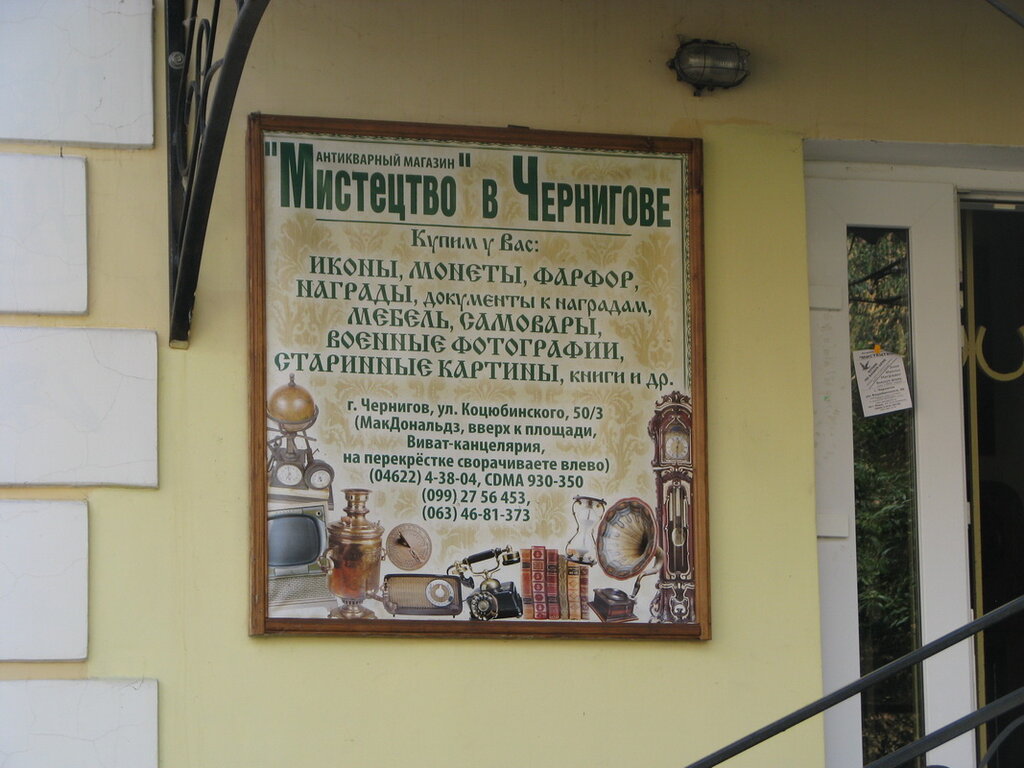 АНТИКВАРНЫЙ МАГАЗИН
"Мистецтво" в Чернигове
Купим у Вас:
ИКОНЫ, МОНЕТЫ, ФАРФОР,
НАГРАДЫ, документы к наградам,
МЕБЕЛЬ, САМОВАРЫ,
ВОЕННЫЕ ФОТОГРАФИИ,
СТАРИННЫЕ КАРТИНЫ, книги и др.
г. Чернигов, ул. Коцюбинского, 50/3
(МакДональдз, вверх к площади,
Виват-канцелярия,
на перекрёстке сворачиваете влево)
(04622) 4-38-04, CDMA 930-350
(099) 27 56 453,
(063) 46-81-373